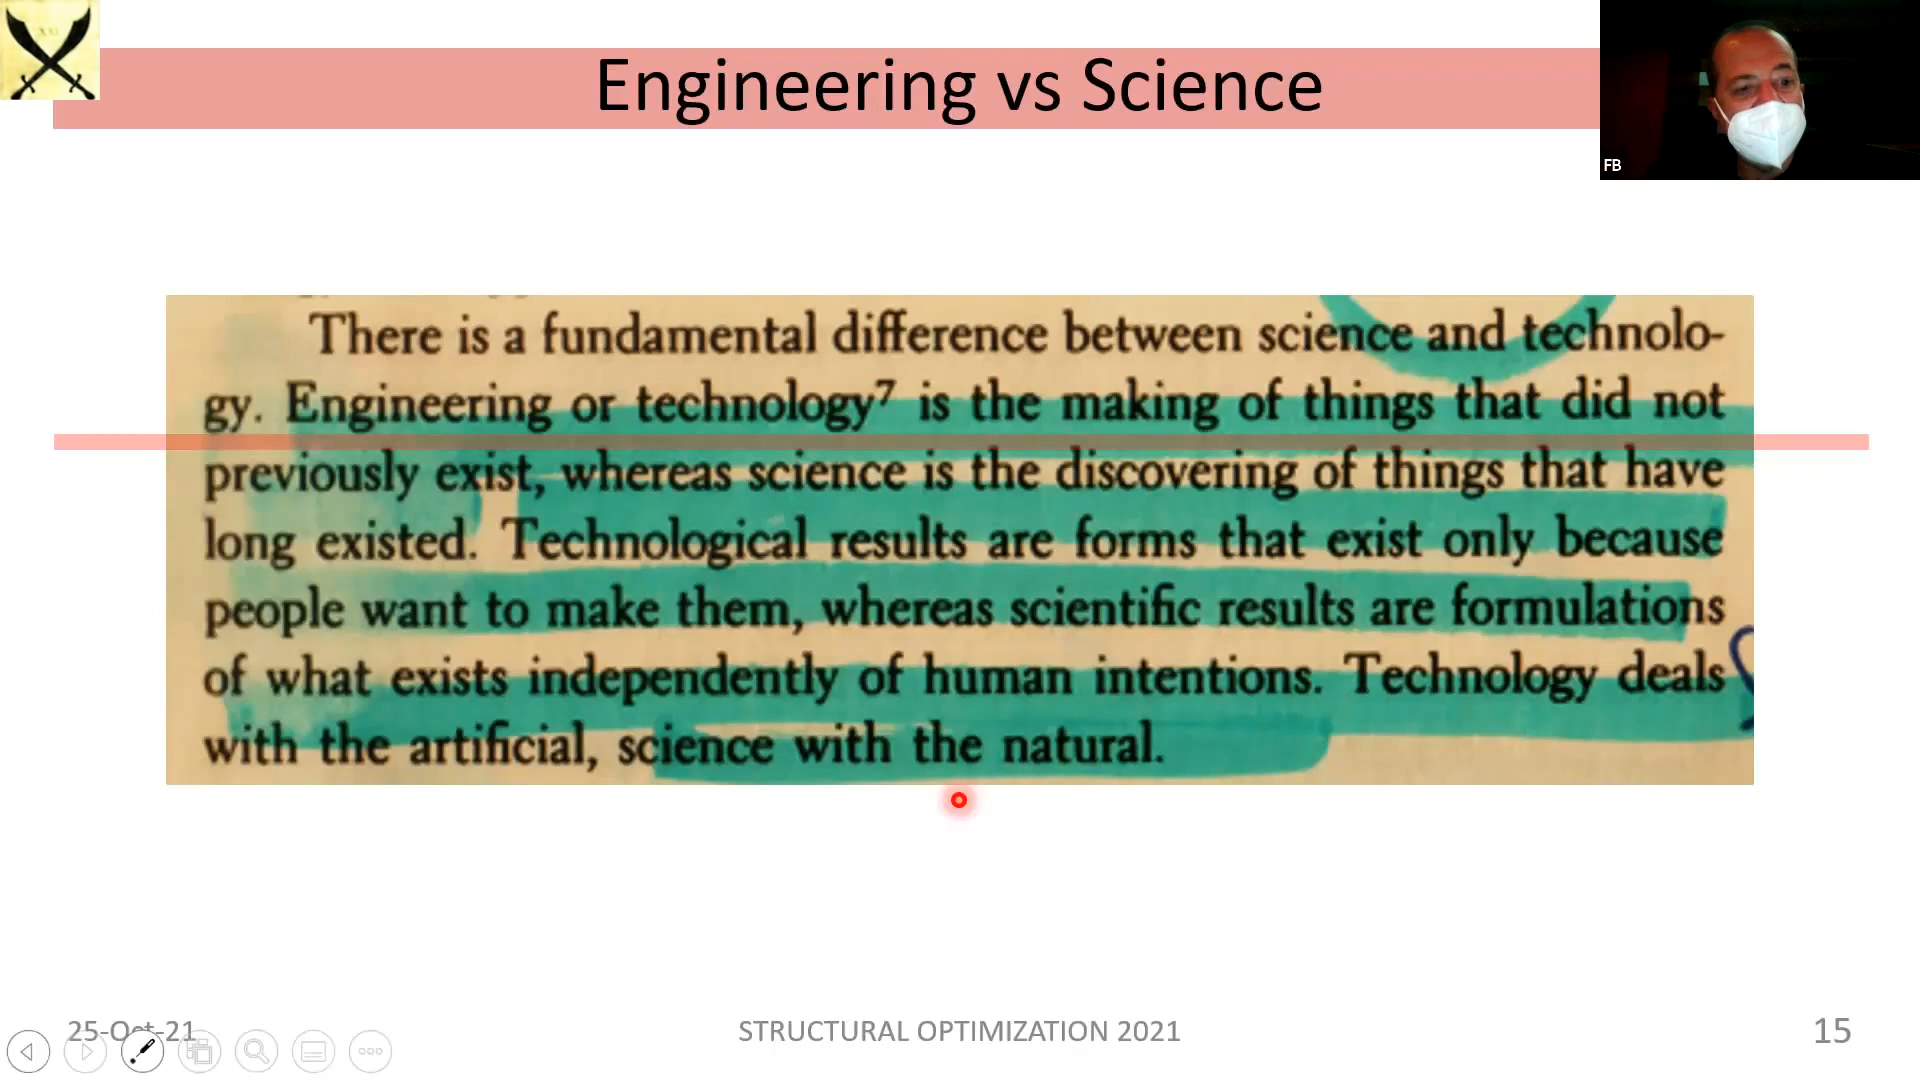 Engineering vs Science
FB
There is a fundamental difference between science and technolo-
gy. Engineering or technology⁷ is the making of things that did not
previously exist, whereas science is the discovering of things that have
long existed. Technological results are forms that exist only because
people want to make them, whereas scientific results are formulations
of what exists independently of human intentions. Technology deals
with the artificial, science with the natural.
25-Oct-21
STRUCTURAL OPTIMIZATION 2021
15